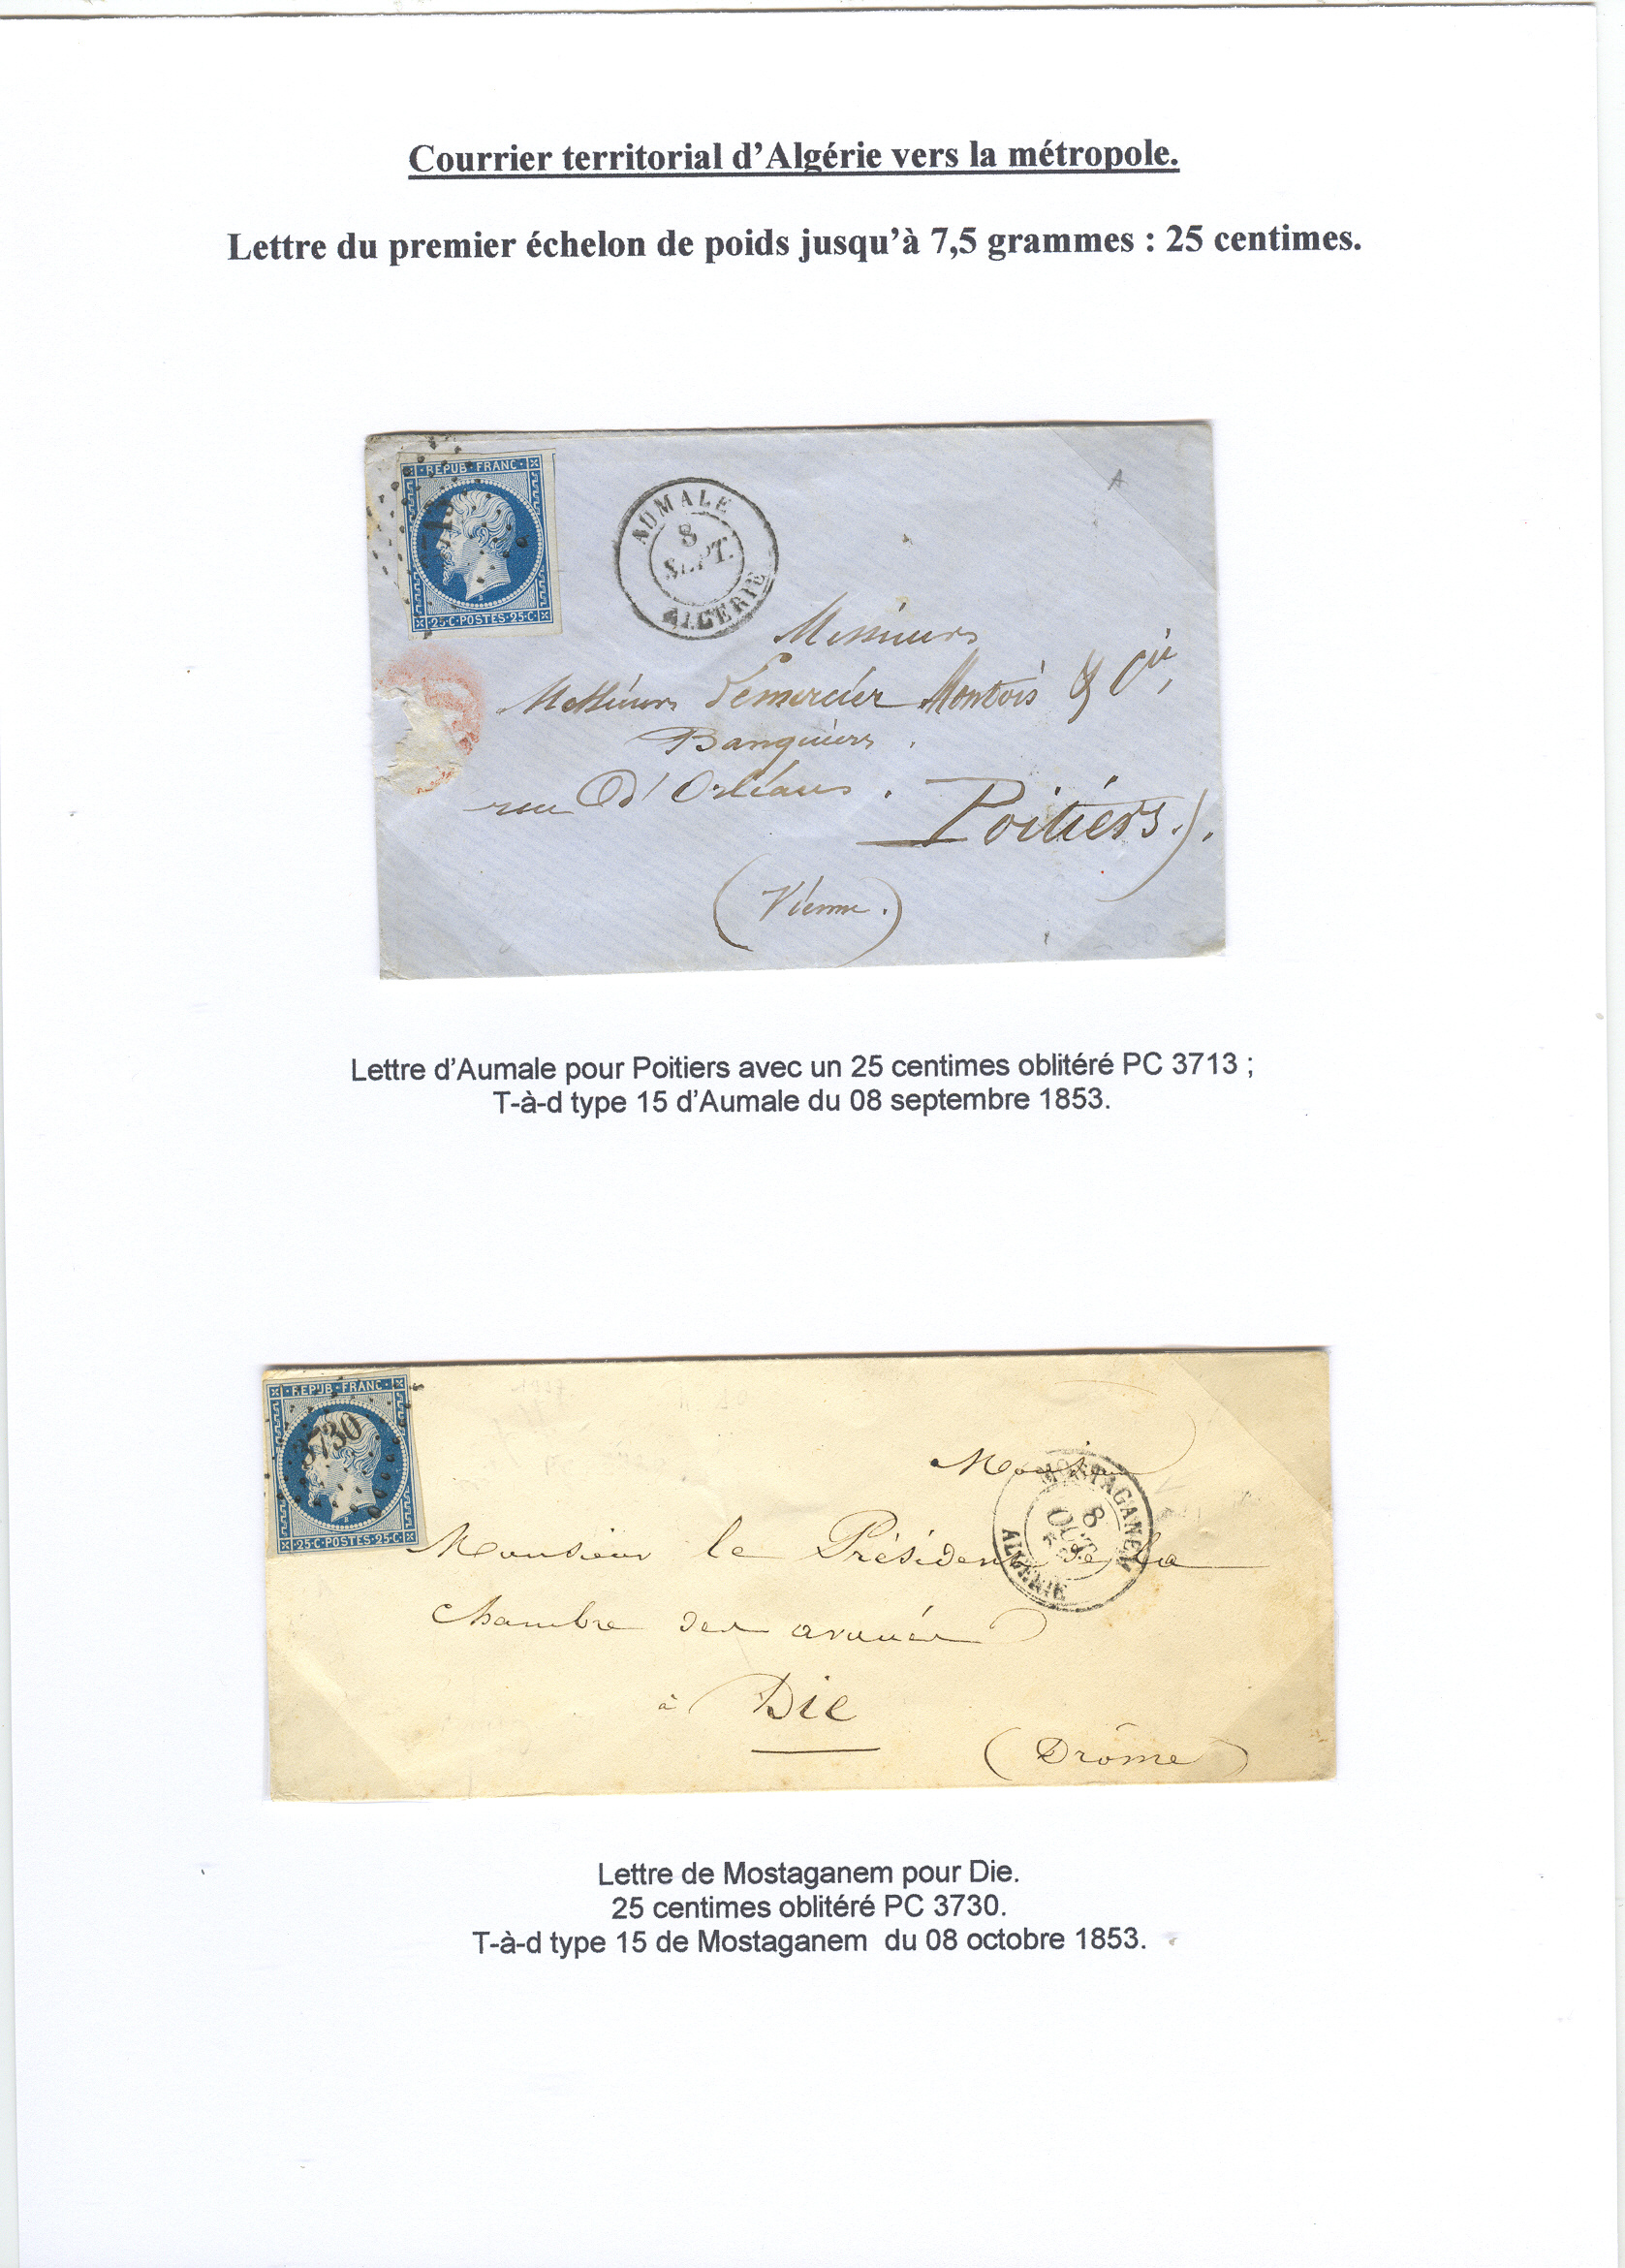 Courrier territorial d'Algérie vers la métropole.
Lettre du premier échelon de poids jusqu'à 7,5 grammes : 25 centimes.
REPUB FRANC
25·C·POSTES·25·C
AUMALE
8
SEPT.
ALGERIE
A
Messieurs
Messieurs Lemercier Montois & Cie,
Banquiers.
rue d'Orléans.
Poitiers.
(Vienne.)
Lettre d'Aumale pour Poitiers avec un 25 centimes oblitéré PC 3713 ;
T-à-d type 15 d'Aumale du 08 septembre 1853.
REPUB·FRANC·
3730
B
·25·C·POSTES·25·C·
Monsieur
MOSTAGANEM
8
OCT.
ALGERIE
Monsieur le Président de la
Chambre des avoués
à Die
(Drôme)
Lettre de Mostaganem pour Die.
25 centimes oblitéré PC 3730.
T-à-d type 15 de Mostaganem du 08 octobre 1853.